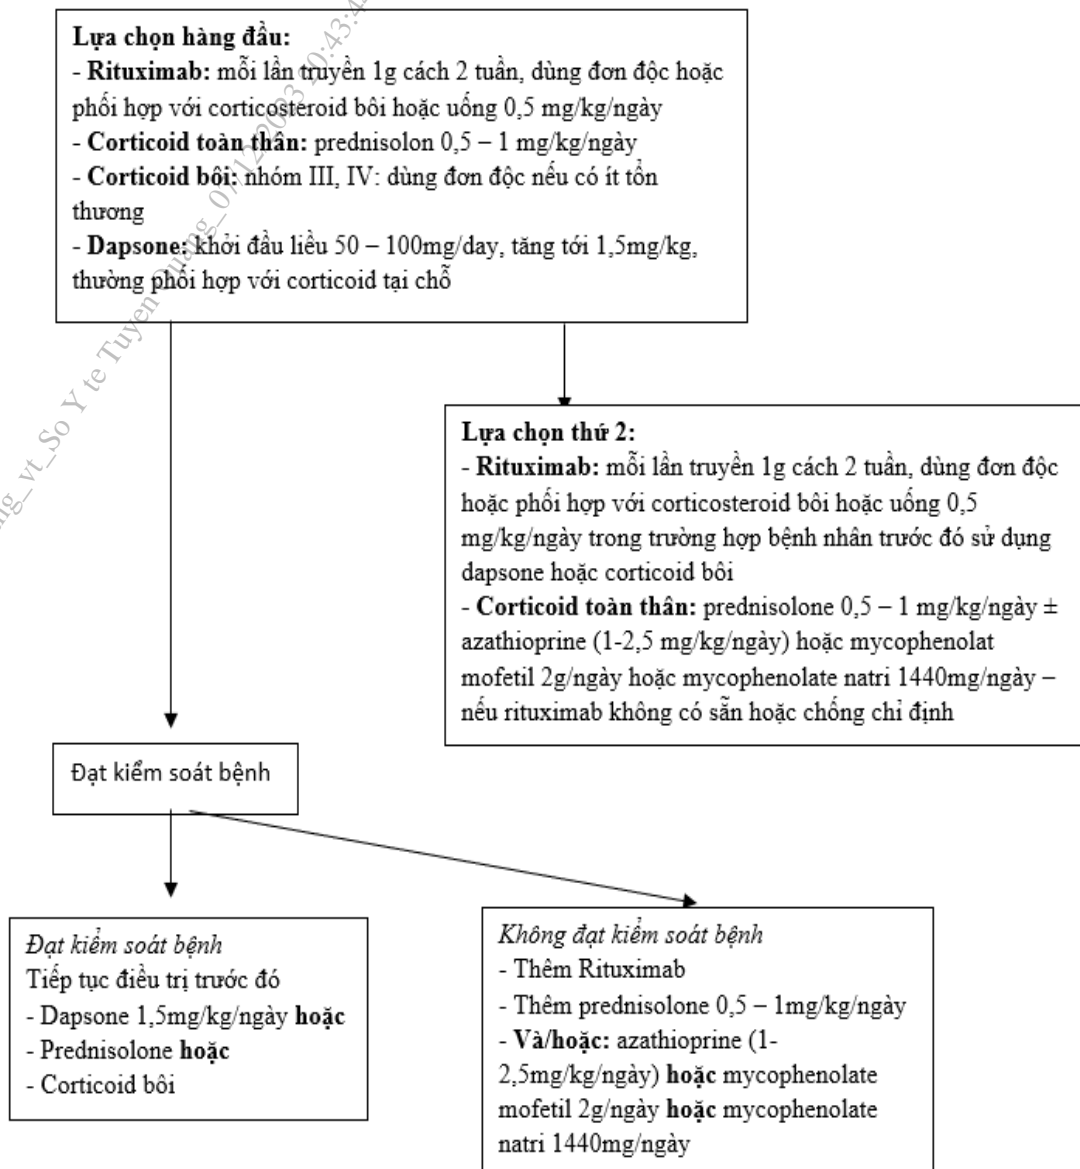 Lựa chọn hàng đầu:
- Rituximab: mỗi lần truyền 1g cách 2 tuần, dùng đơn độc hoặc
phối hợp với corticosteroid bôi hoặc uống 0,5 mg/kg/ngày
- Corticoid toàn thân: prednisolon 0,5 – 1 mg/kg/ngày
- Corticoid bôi: nhóm III, IV: dùng đơn độc nếu có ít tổn
thương
- Dapsone: khởi đầu liều 50 – 100mg/day, tăng tới 1,5mg/kg,
thường phối hợp với corticoid tại chỗ
Lựa chọn thứ 2:
- Rituximab: mỗi lần truyền 1g cách 2 tuần, dùng đơn độc
hoặc phối hợp với corticosteroid bôi hoặc uống 0,5
mg/kg/ngày trong trường hợp bệnh nhân trước đó sử dụng
dapsone hoặc corticoid bôi
- Corticoid toàn thân: prednisolone 0,5 – 1 mg/kg/ngày ±
azathioprine (1-2,5 mg/kg/ngày) hoặc mycophenolat
mofetil 2g/ngày hoặc mycophenolate natri 1440mg/ngày –
nếu rituximab không có sẵn hoặc chống chỉ định
Đạt kiểm soát bệnh
Đạt kiểm soát bệnh
Tiếp tục điều trị trước đó
- Dapsone 1,5mg/kg/ngày hoặc
- Prednisolone hoặc
- Corticoid bôi
Không đạt kiểm soát bệnh
- Thêm Rituximab
- Thêm prednisolone 0,5 – 1mg/kg/ngày
- Và/hoặc: azathioprine (1-
2,5mg/kg/ngày) hoặc mycophenolate
mofetil 2g/ngày hoặc mycophenolate
natri 1440mg/ngày